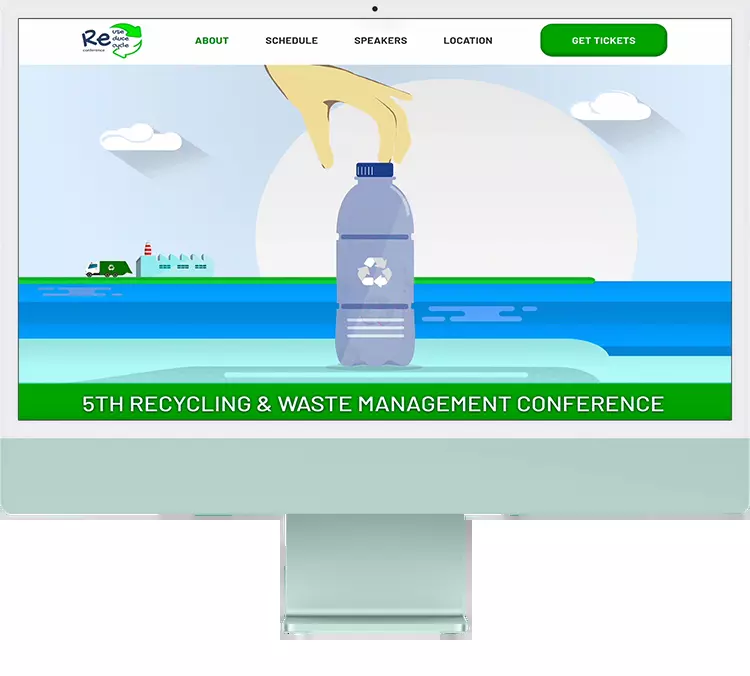 Re use
duce
cycle
conference
ABOUT
SCHEDULE
SPEAKERS
LOCATION
GET TICKETS
5TH RECYCLING & WASTE MANAGEMENT CONFERENCE